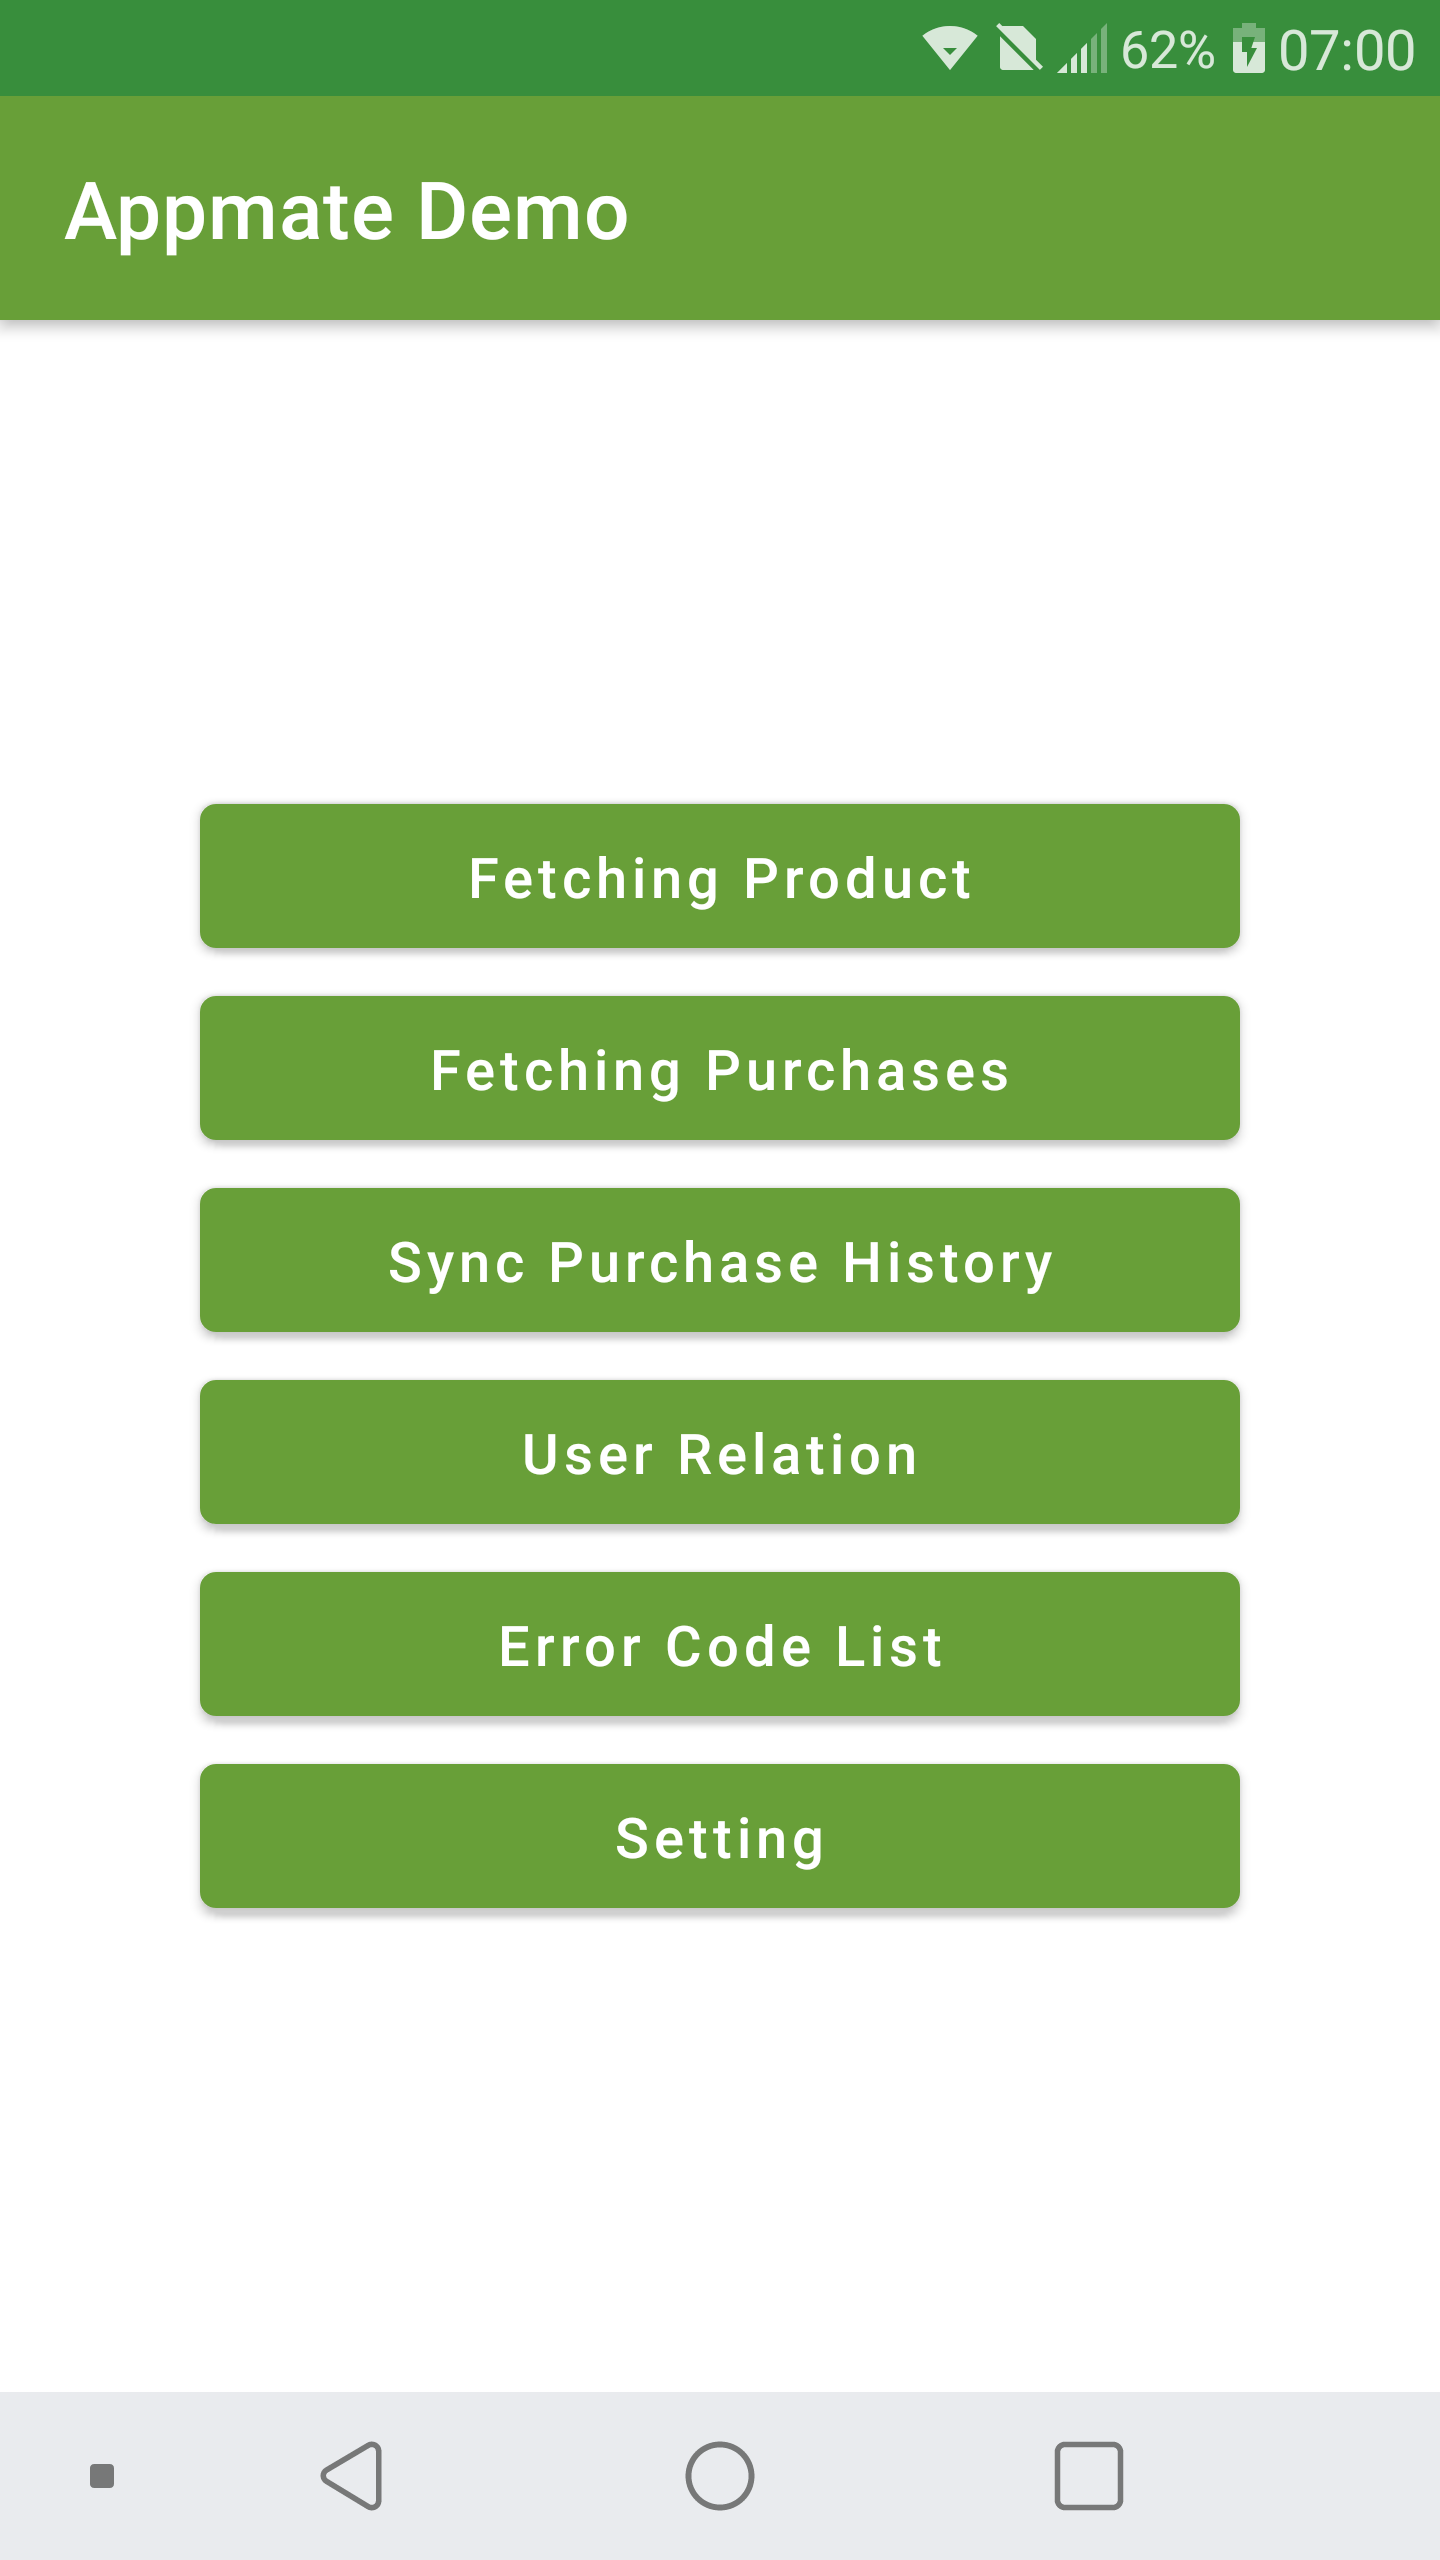 62% 07:00
Appmate Demo
Fetching Product
Fetching Purchases
Sync Purchase History
User Relation
Error Code List
Setting